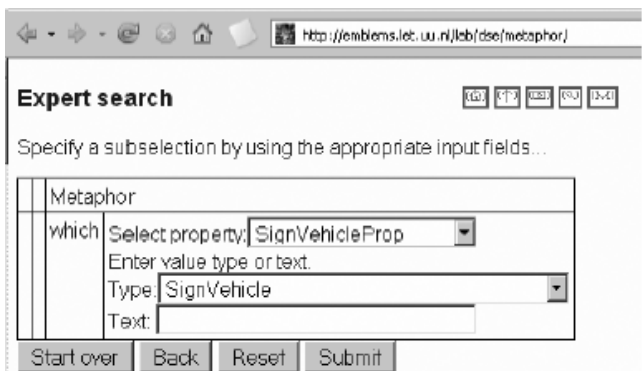 http://emblems.let.uu.nl/lab/dse/metaphor/
Expert search
Specify a subselection by using the appropriate input fields...
Metaphor
which Select property: SignVehicleProp
Enter value type or text.
Type: SignVehicle
Text:
Start over Back Reset Submit